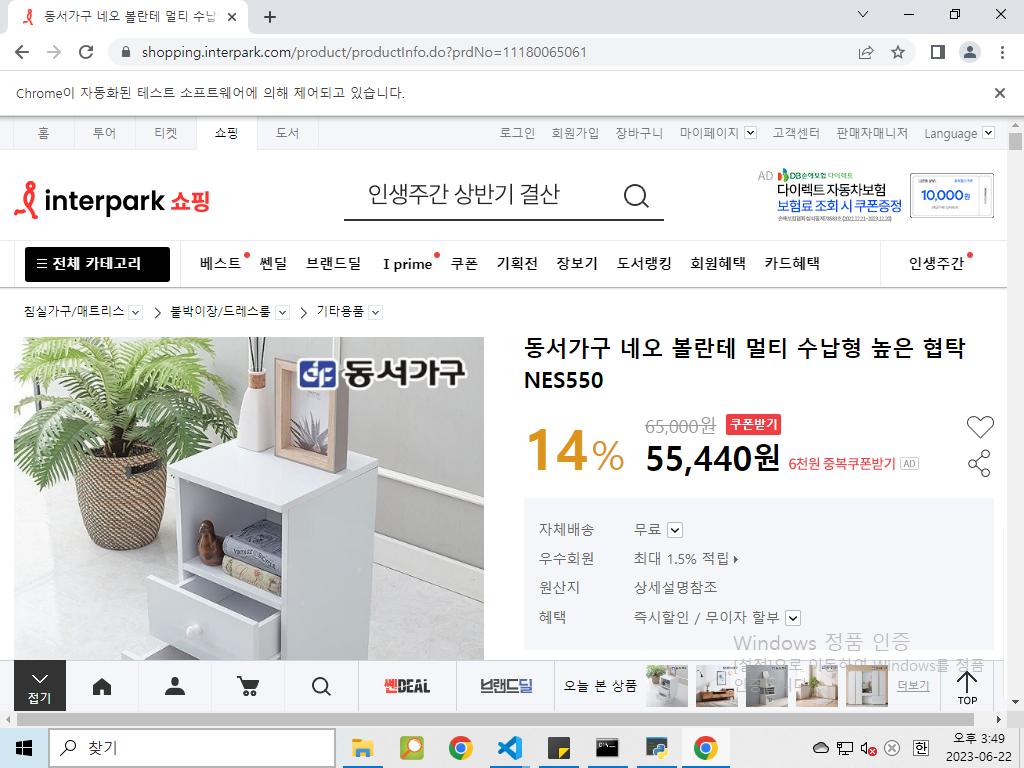 동서가구 네오 볼란테 멀티 수납
shopping.interpark.com/product/productInfo.do?prdNo=11180065061
Chrome이 자동화된 테스트 소프트웨어에 의해 제어되고 있습니다.
홈 투어 티켓 쇼핑 도서 로그인 회원가입 장바구니 마이페이지 고객센터 판매자매니저 Language
interpark 쇼핑
인생주간 상반기 결산
AD DB손해보험 다이렉트
다이렉트 자동차보험
보험료 조회 시 쿠폰증정
10,000원
전체 카테고리 베스트 쎈딜 브랜드딜 I prime 쿠폰 기획전 장보기 도서랭킹 회원혜택 카드혜택 인생주간
침실가구/매트리스 붙박이장/드레스룸 기타용품
동서가구
동서가구 네오 볼란테 멀티 수납형 높은 협탁
NES550
14%
65,000원 쿠폰받기
55,440원 6천원 중복쿠폰받기 AD
자체배송 무료
우수회원 최대 1.5% 적립
원산지 상세설명참조
혜택 즉시할인 / 무이자 할부
Windows 정품 인증
[설정]으로 이동하여 Windows를 정품
접기
쎈DEAL
브랜드딜
오늘 본 상품
더보기
TOP
찾기
한
오후 3:49
2023-06-22